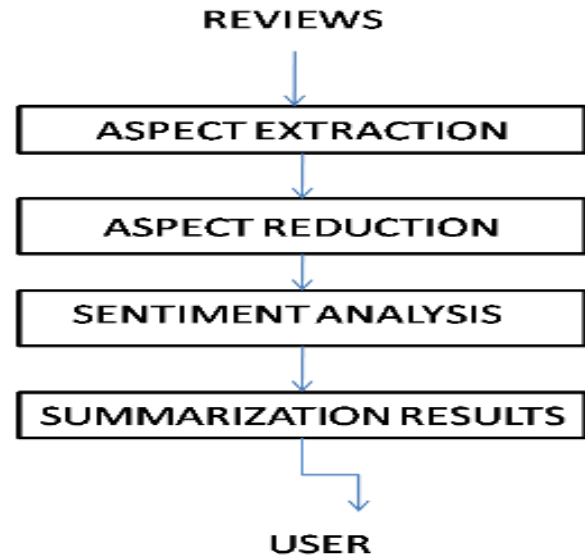 REVIEWS
ASPECT EXTRACTION
ASPECT REDUCTION
SENTIMENT ANALYSIS
SUMMARIZATION RESULTS
USER